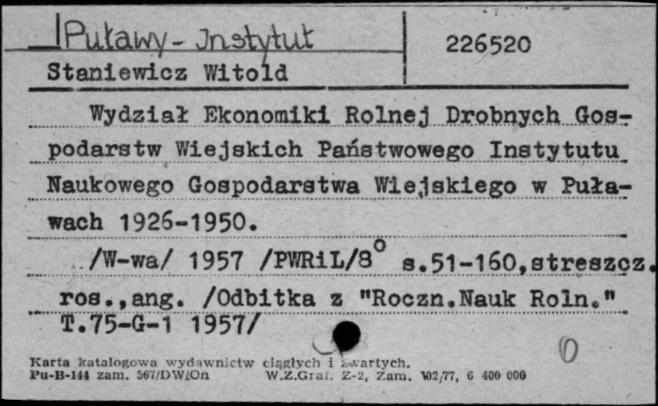 Puławy - Instytut
226520
Staniewicz Witold
Wydział Ekonomiki Rolnej Drobnych Gos-
podarstw Wiejskich Państwowego Instytutu
Naukowego Gospodarstwa Wiejskiego w Puła-
wach 1926-1950.
/W-wa/ 1957 /PWRiL/8° s.51-160,streszcz.
ros.,ang. /Odbitka z "Roczn.Nauk Roln."
T.75-G-1 1957/
0
Karta katalogowa wydawnictw ciągłych i zwartych.
Pu-B-144 zam. 567/DW/On W.Z.Graf. Z-2, Zam. 102/77, 6 400 000